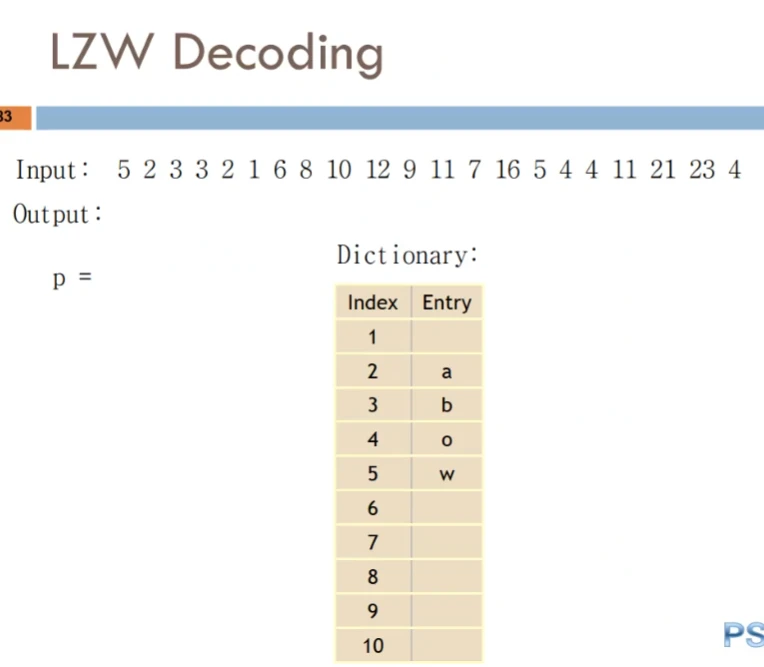 LZW Decoding
33
Input: 5 2 3 3 2 1 6 8 10 12 9 11 7 16 5 4 4 11 21 23 4
Output:
Dictionary:
p =
Index Entry
1
2 a
3 b
4 o
5 w
6
7
8
9
10
PS